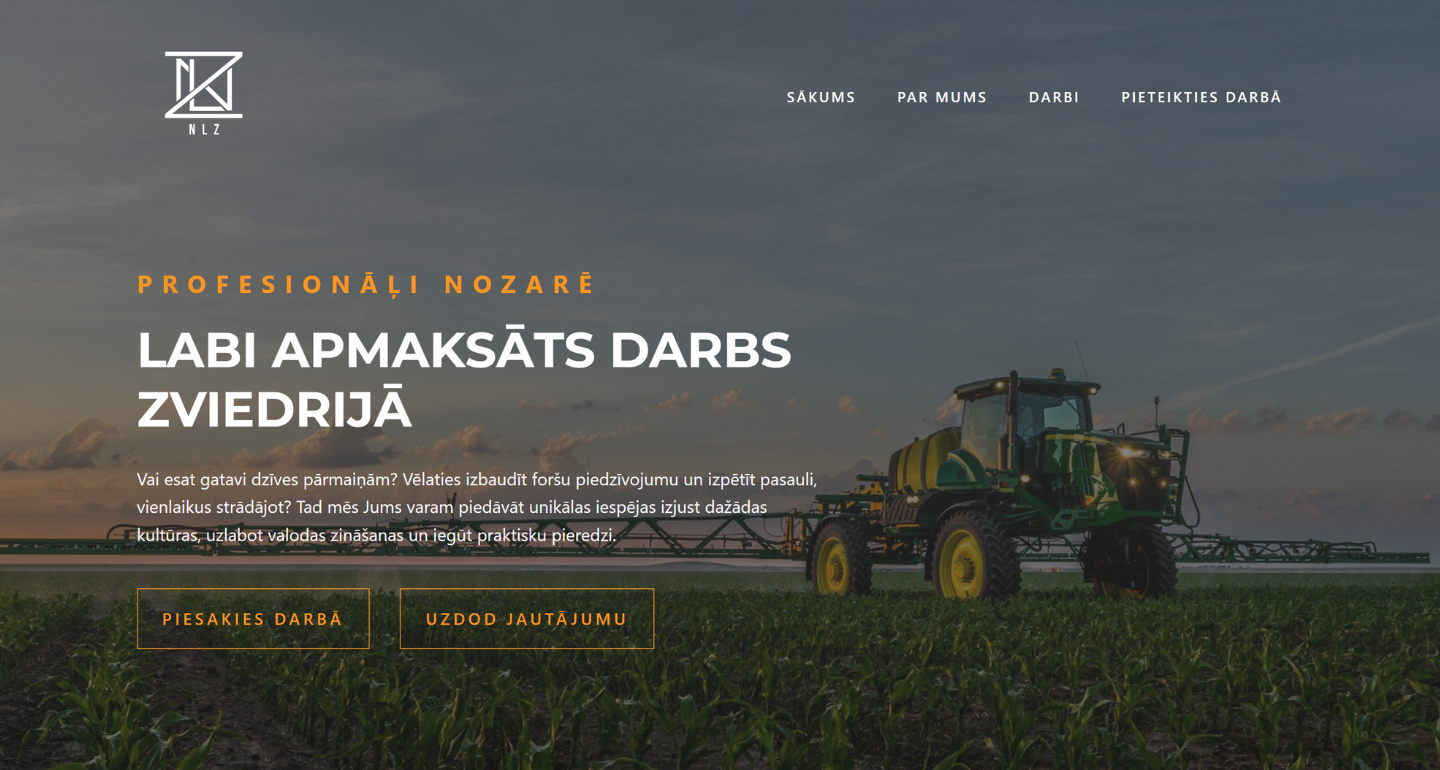 NLZ
SĀKUMS PAR MUMS DARBI PIETEIKTIES DARBĀ
PROFESIONĀĻI NOZARĒ
LABI APMAKSĀTS DARBS
ZVIEDRIJĀ
Vai esat gatavi dzīves pārmaiņām? Vēlaties izbaudīt foršu piedzīvojumu un izpētīt pasauli,
vienlaikus strādājot? Tad mēs Jums varam piedāvāt unikālas iespējas izjust dažādas
kultūras, uzlabot valodas zināšanas un iegūt praktisku pieredzi.
PIESAKIES DARBĀ UZDOD JAUTĀJUMU